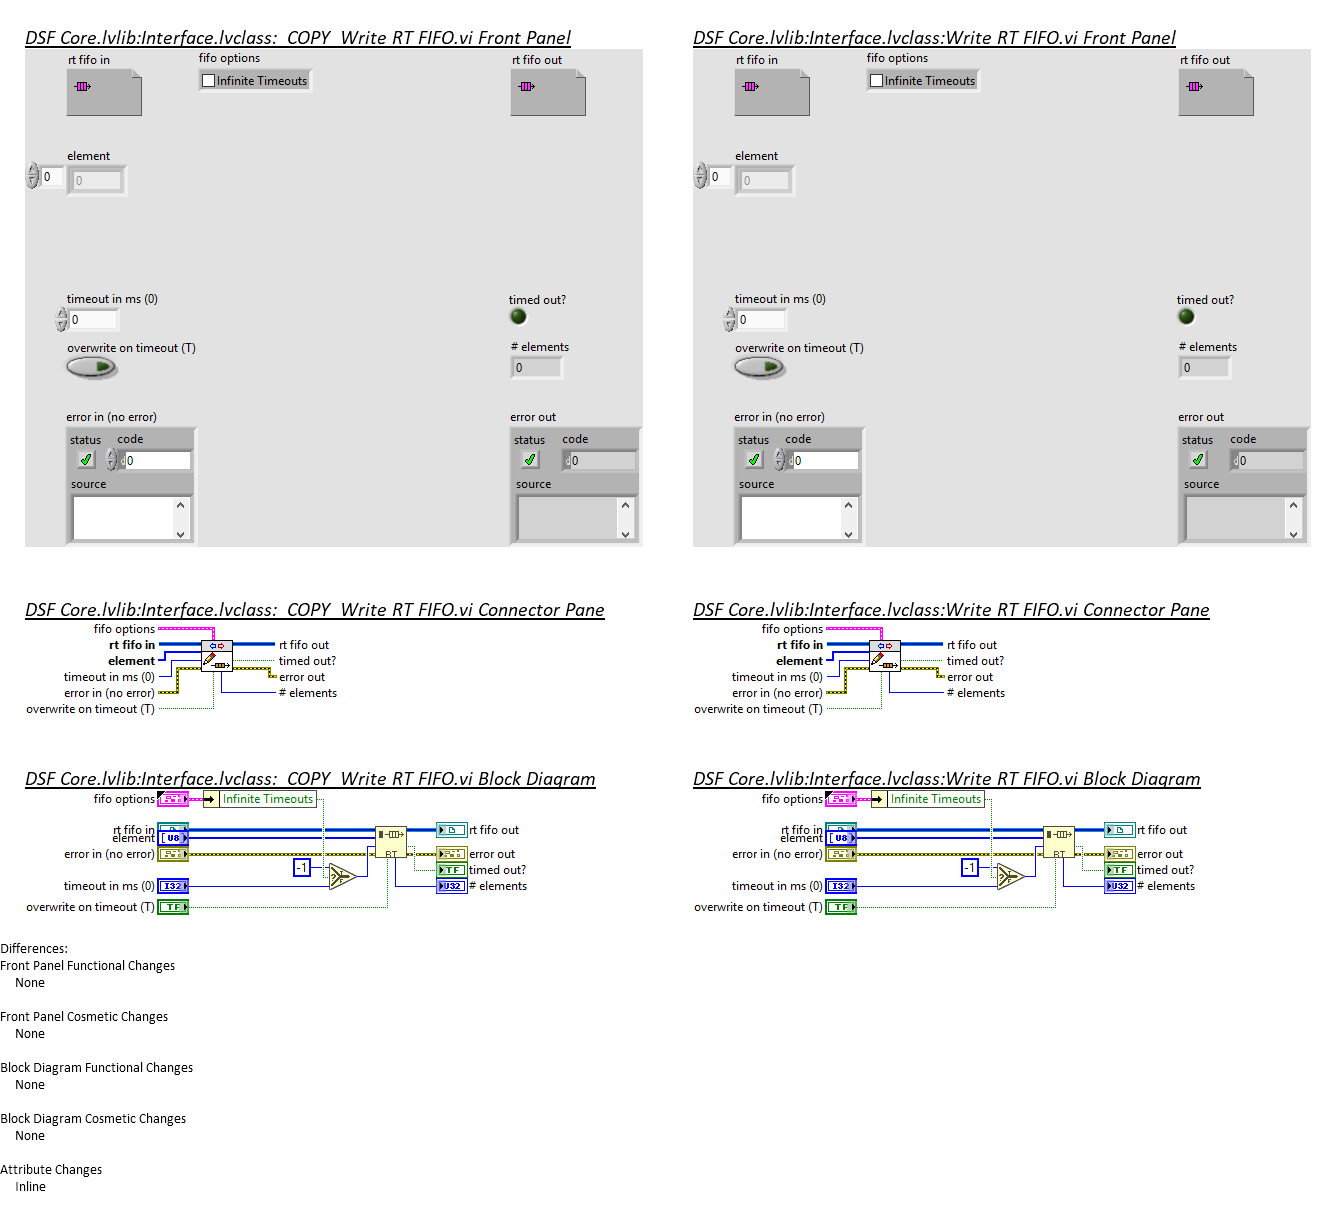 DSF Core.lvlib:Interface.lvclass:_COPY_Write RT FIFO.vi Front Panel
rt fifo in
fifo options
Infinite Timeouts
rt fifo out
element
0
0
timeout in ms (0)
0
timed out?
overwrite on timeout (T)
# elements
0
error in (no error)
status code
d0
source
error out
status code
d0
source
DSF Core.lvlib:Interface.lvclass:Write RT FIFO.vi Front Panel
rt fifo in
fifo options
Infinite Timeouts
rt fifo out
element
0
0
timeout in ms (0)
0
timed out?
overwrite on timeout (T)
# elements
0
error in (no error)
status code
d0
source
error out
status code
d0
source
DSF Core.lvlib:Interface.lvclass:_COPY_Write RT FIFO.vi Connector Pane
fifo options
rt fifo in
element
timeout in ms (0)
error in (no error)
overwrite on timeout (T)
rt fifo out
timed out?
error out
# elements
DSF Core.lvlib:Interface.lvclass:Write RT FIFO.vi Connector Pane
fifo options
rt fifo in
element
timeout in ms (0)
error in (no error)
overwrite on timeout (T)
rt fifo out
timed out?
error out
# elements
DSF Core.lvlib:Interface.lvclass:_COPY_Write RT FIFO.vi Block Diagram
fifo options
Infinite Timeouts
rt fifo in
element
U8
error in (no error)
-1
timeout in ms (0)
I32
overwrite on timeout (T)
TF
RT
rt fifo out
error out
TF
timed out?
U32
# elements
DSF Core.lvlib:Interface.lvclass:Write RT FIFO.vi Block Diagram
fifo options
Infinite Timeouts
rt fifo in
element
U8
error in (no error)
-1
timeout in ms (0)
I32
overwrite on timeout (T)
TF
RT
rt fifo out
error out
TF
timed out?
U32
# elements
Differences:
Front Panel Functional Changes
None
Front Panel Cosmetic Changes
None
Block Diagram Functional Changes
None
Block Diagram Cosmetic Changes
None
Attribute Changes
Inline